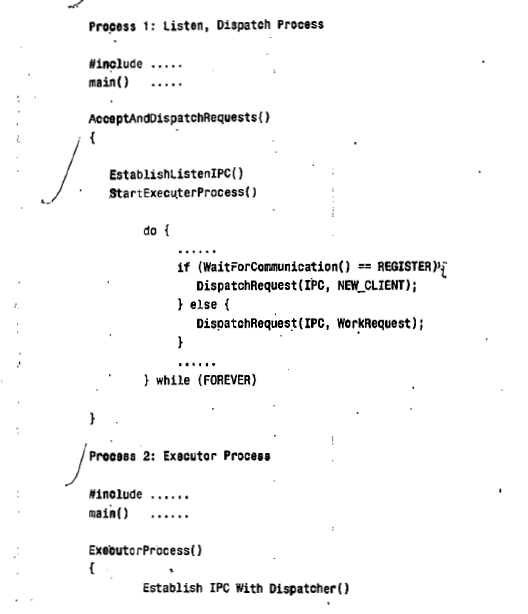 Process 1: Listen, Dispatch Process
#include .....
main() .....
AcceptAndDispatchRequests()
{
EstablishListenIPC()
StartExecuterProcess()
do {
......
if (WaitForCommunication() == REGISTER) {
DispatchRequest(IPC, NEW_CLIENT);
} else {
DispatchRequest(IPC, WorkRequest);
}
......
} while (FOREVER)
}
Process 2: Executor Process
#include ......
main() ......
ExecutorProcess()
{
Establish IPC With Dispatcher()